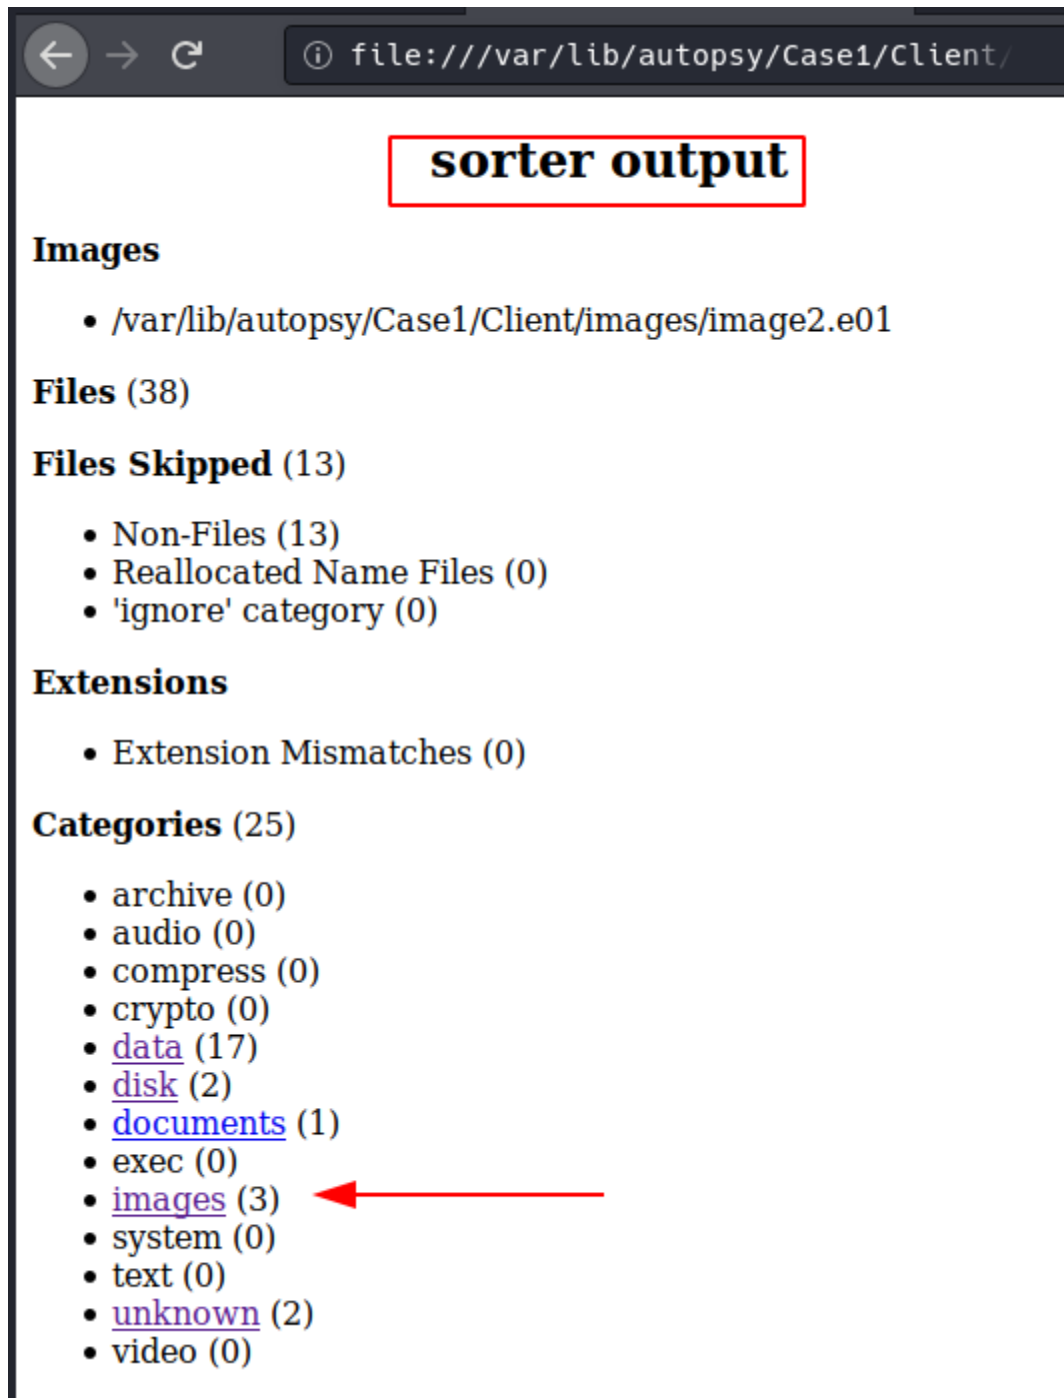 file:///var/lib/autopsy/Case1/Client/
sorter output
Images
• /var/lib/autopsy/Case1/Client/images/image2.e01
Files (38)
Files Skipped (13)
• Non-Files (13)
• Reallocated Name Files (0)
• 'ignore' category (0)
Extensions
• Extension Mismatches (0)
Categories (25)
• archive (0)
• audio (0)
• compress (0)
• crypto (0)
• data (17)
• disk (2)
• documents (1)
• exec (0)
• images (3)
• system (0)
• text (0)
• unknown (2)
• video (0)